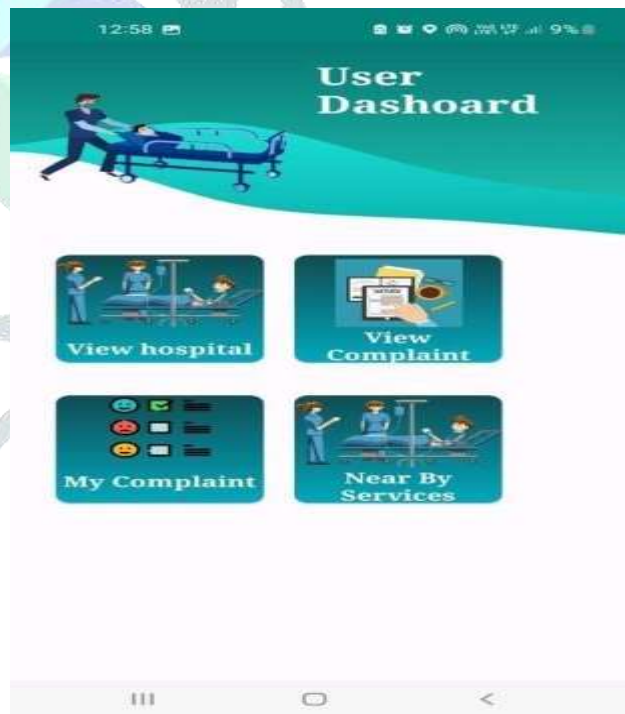 12:58
9%
User
Dashoard
View hospital
View
Complaint
My Complaint
Near By
Services